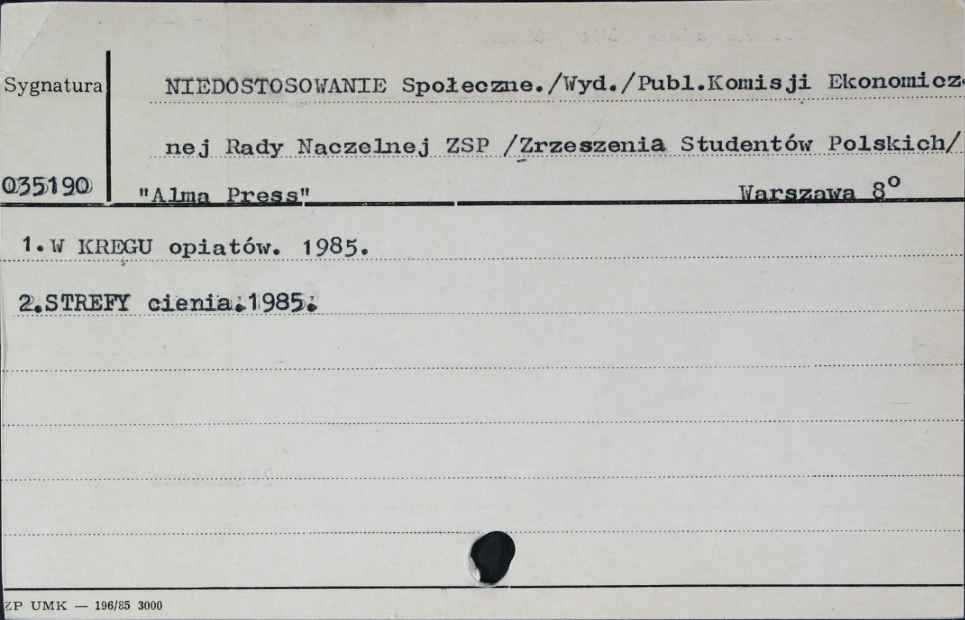 Sygnatura
NIEDOSTOSOWANIE Społeczne./Wyd./Publ.Komisji Ekonomicz-
nej Rady Naczelnej ZSP /Zrzeszenia Studentów Polskich/
035190
"Alma Press" Warszawa 8°
1.W KRĘGU opiatów. 1985.
2.STREFY cienia.1985.
ZP UMK — 196/85 3000